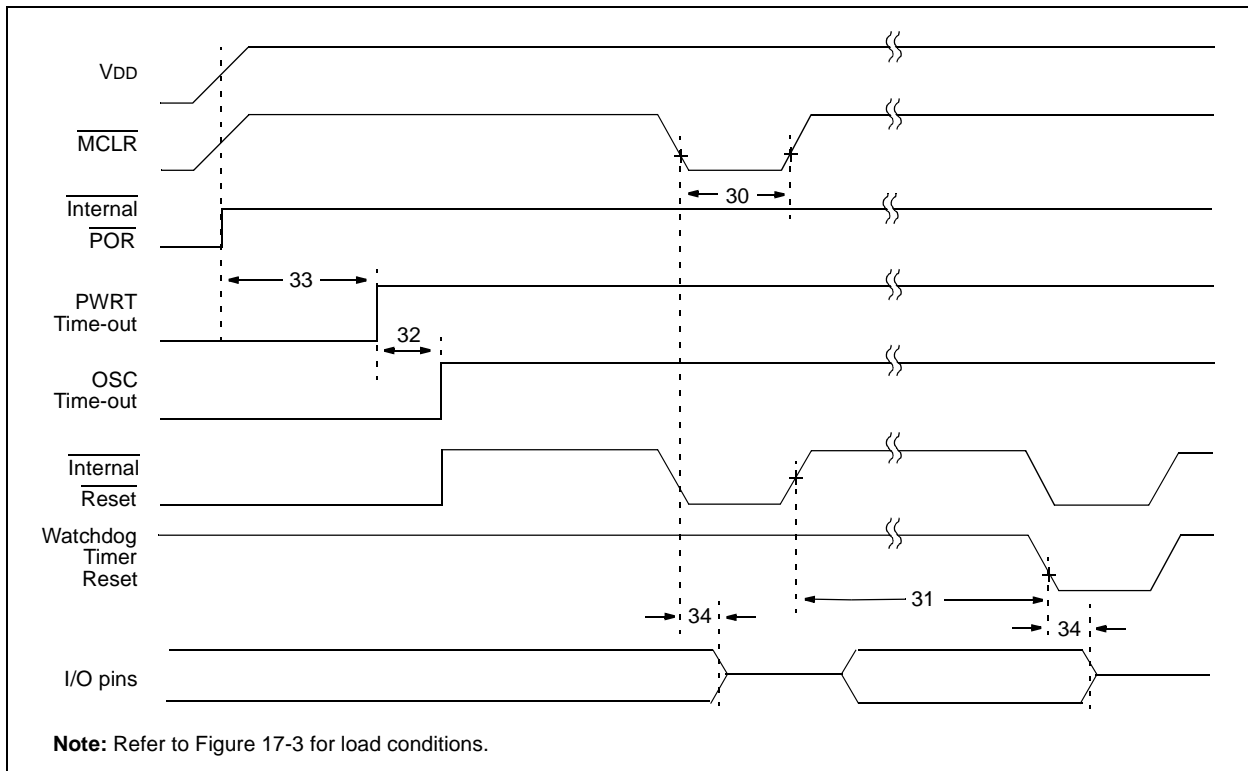 VDD
MCLR
30
Internal
POR
33
PWRT
Time-out
32
OSC
Time-out
Internal
Reset
Watchdog
Timer
Reset
31
34
34
I/O pins
Note: Refer to Figure 17-3 for load conditions.